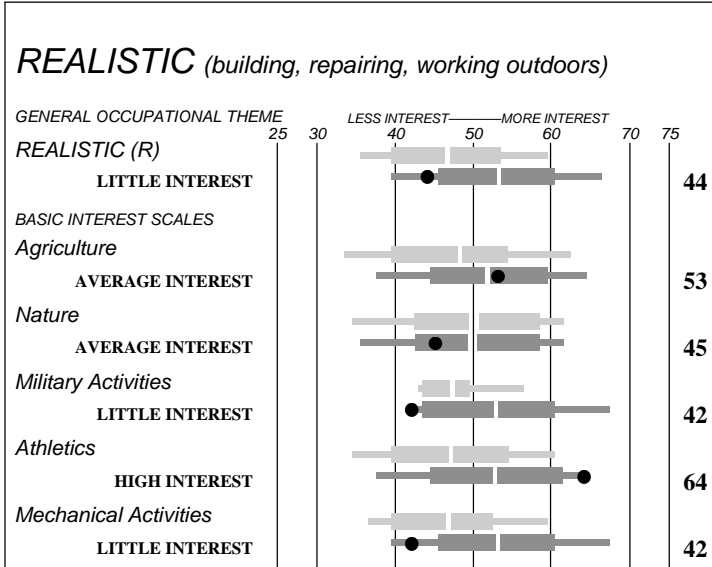 REALISTIC (building, repairing, working outdoors)
GENERAL OCCUPATIONAL THEME LESS INTEREST MORE INTEREST
25 30 40 50 60 70 75
REALISTIC (R)
LITTLE INTEREST 44
BASIC INTEREST SCALES
Agriculture
AVERAGE INTEREST 53
Nature
AVERAGE INTEREST 45
Military Activities
LITTLE INTEREST 42
Athletics
HIGH INTEREST 64
Mechanical Activities
LITTLE INTEREST 42